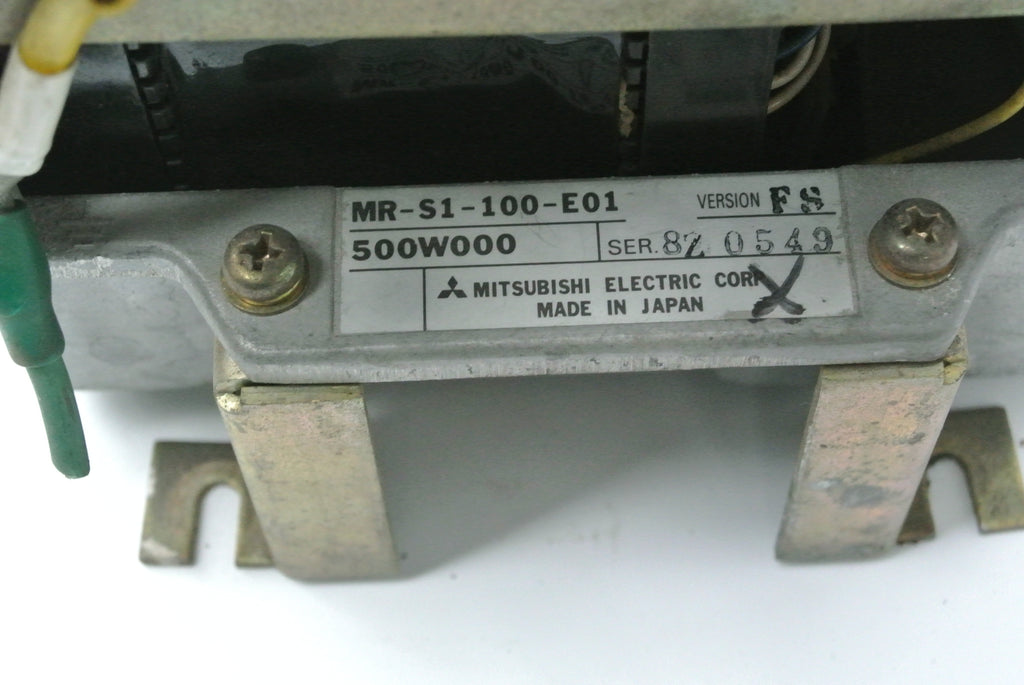 MR-S1-100-E01 VERSION FS
500W000 SER. 8Z 0549
MITSUBISHI ELECTRIC CORP
MADE IN JAPAN